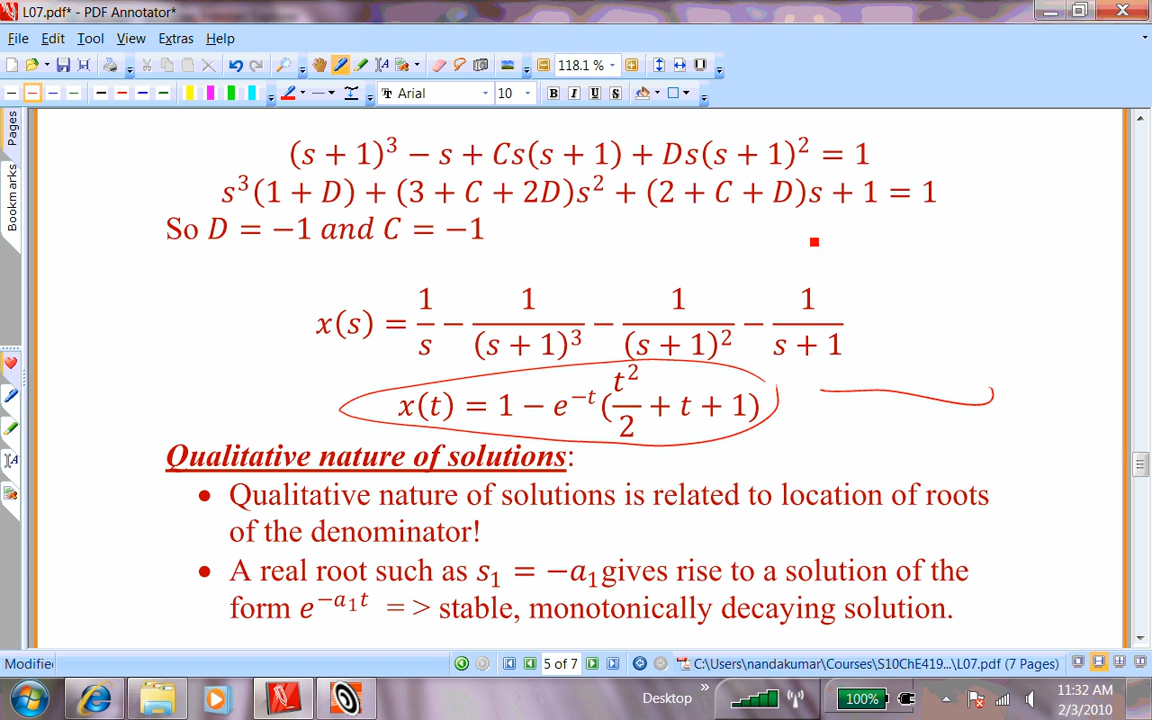 L07.pdf* - PDF Annotator*
File Edit Tool View Extras Help
118.1 %
Arial 10 B I U S
Pages
Bookmarks
(s + 1)³ − s + Cs(s + 1) + Ds(s + 1)² = 1
s³(1 + D) + (3 + C + 2D)s² + (2 + C + D)s + 1 = 1
So D = −1 and C = −1
x(s) = 1/s − 1/(s + 1)³ − 1/(s + 1)² − 1/(s + 1)
x(t) = 1 − e⁻ᵗ(t²/2 + t + 1)
Qualitative nature of solutions:
• Qualitative nature of solutions is related to location of roots
of the denominator!
• A real root such as s₁ = −a₁gives rise to a solution of the
form e^(−a₁t) = > stable, monotonically decaying solution.
Modified 5 of 7 C:\Users\nandakumar\Courses\S10ChE419...\L07.pdf (7 Pages)
Desktop » 100% 11:32 AM
2/3/2010